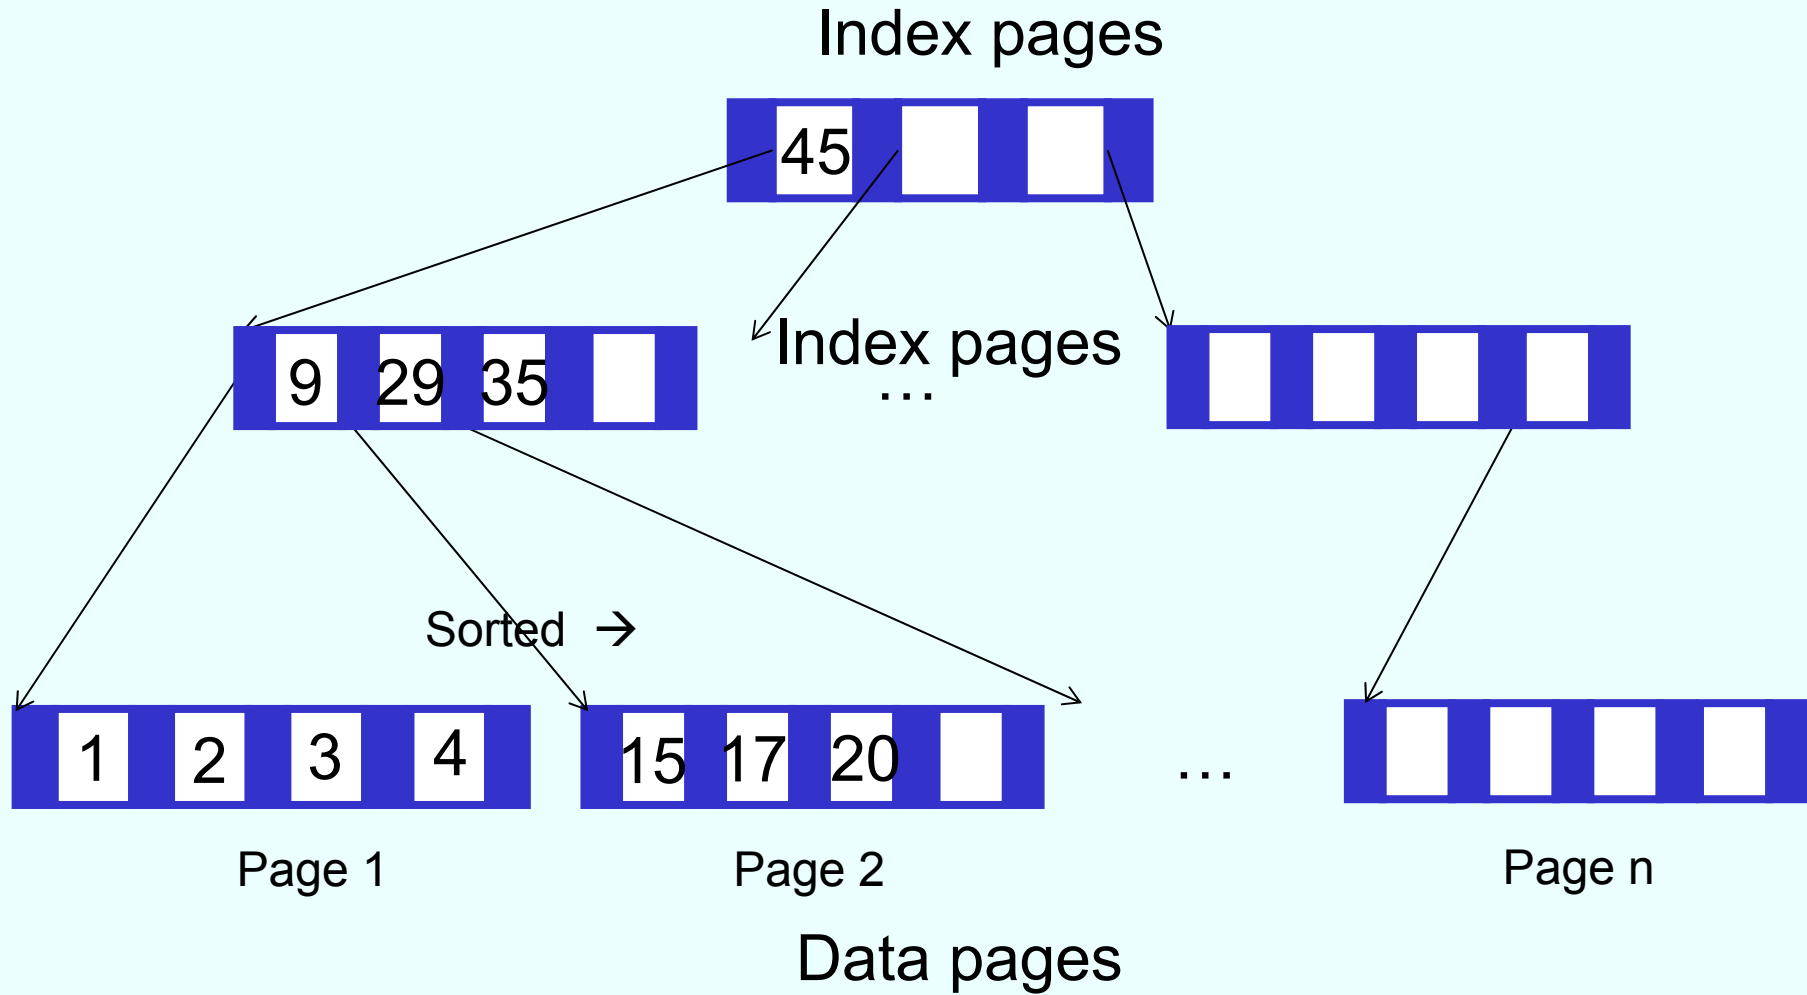 Index pages
45
Index pages
9 29 35
…
Sorted →
1 2 3 4
15 17 20
…
Page 1
Page 2
Page n
Data pages